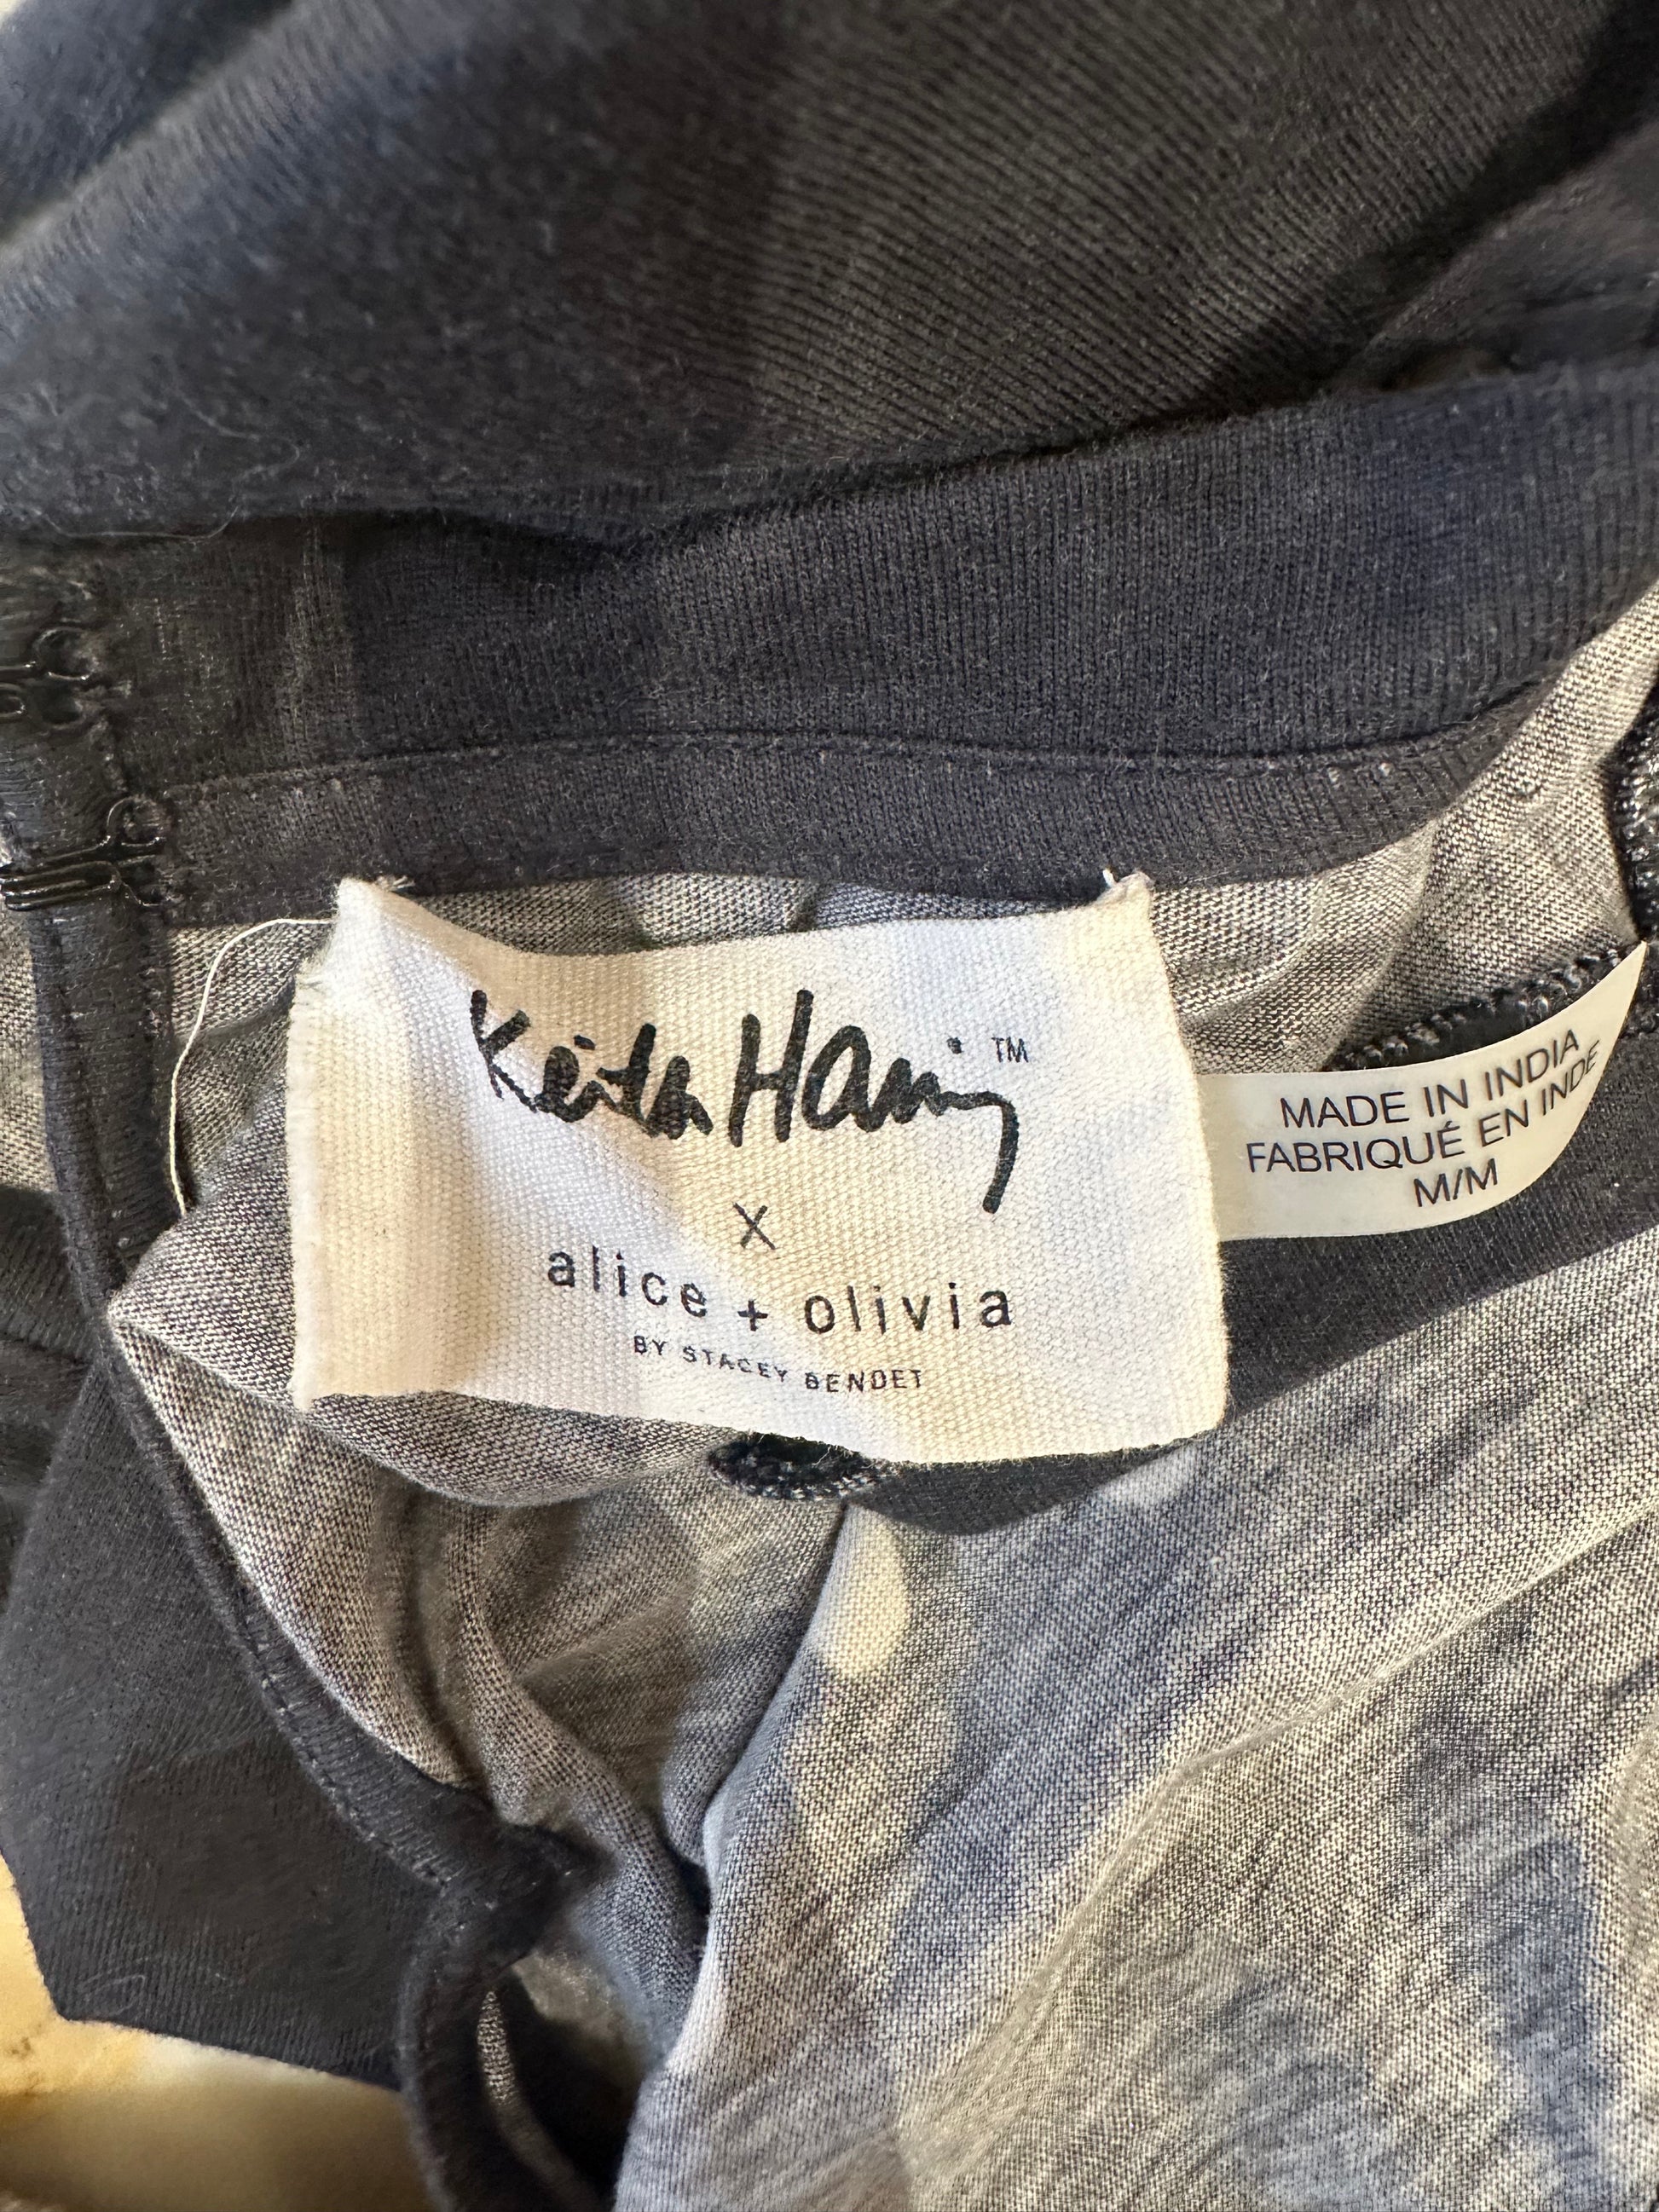 Keith Haring™
X
alice + olivia
BY STACEY BENDET
MADE IN INDIA
FABRIQUÉ EN INDE
M/M